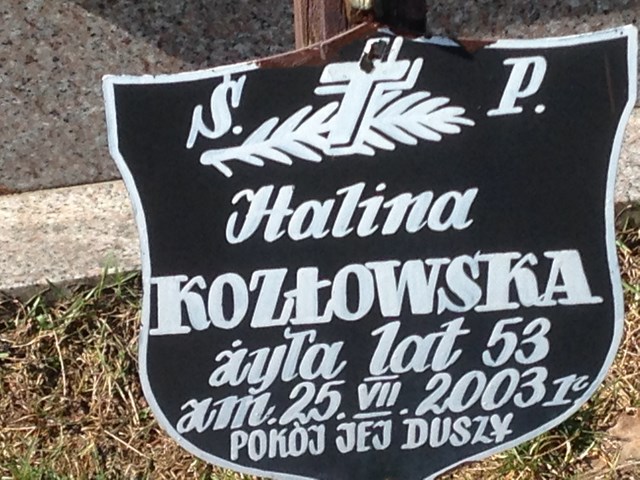 Ś. P.
Halina
KOZŁOWSKA
żyła lat 53
zm. 25. VII. 2003 r.
POKÓJ JEJ DUSZY